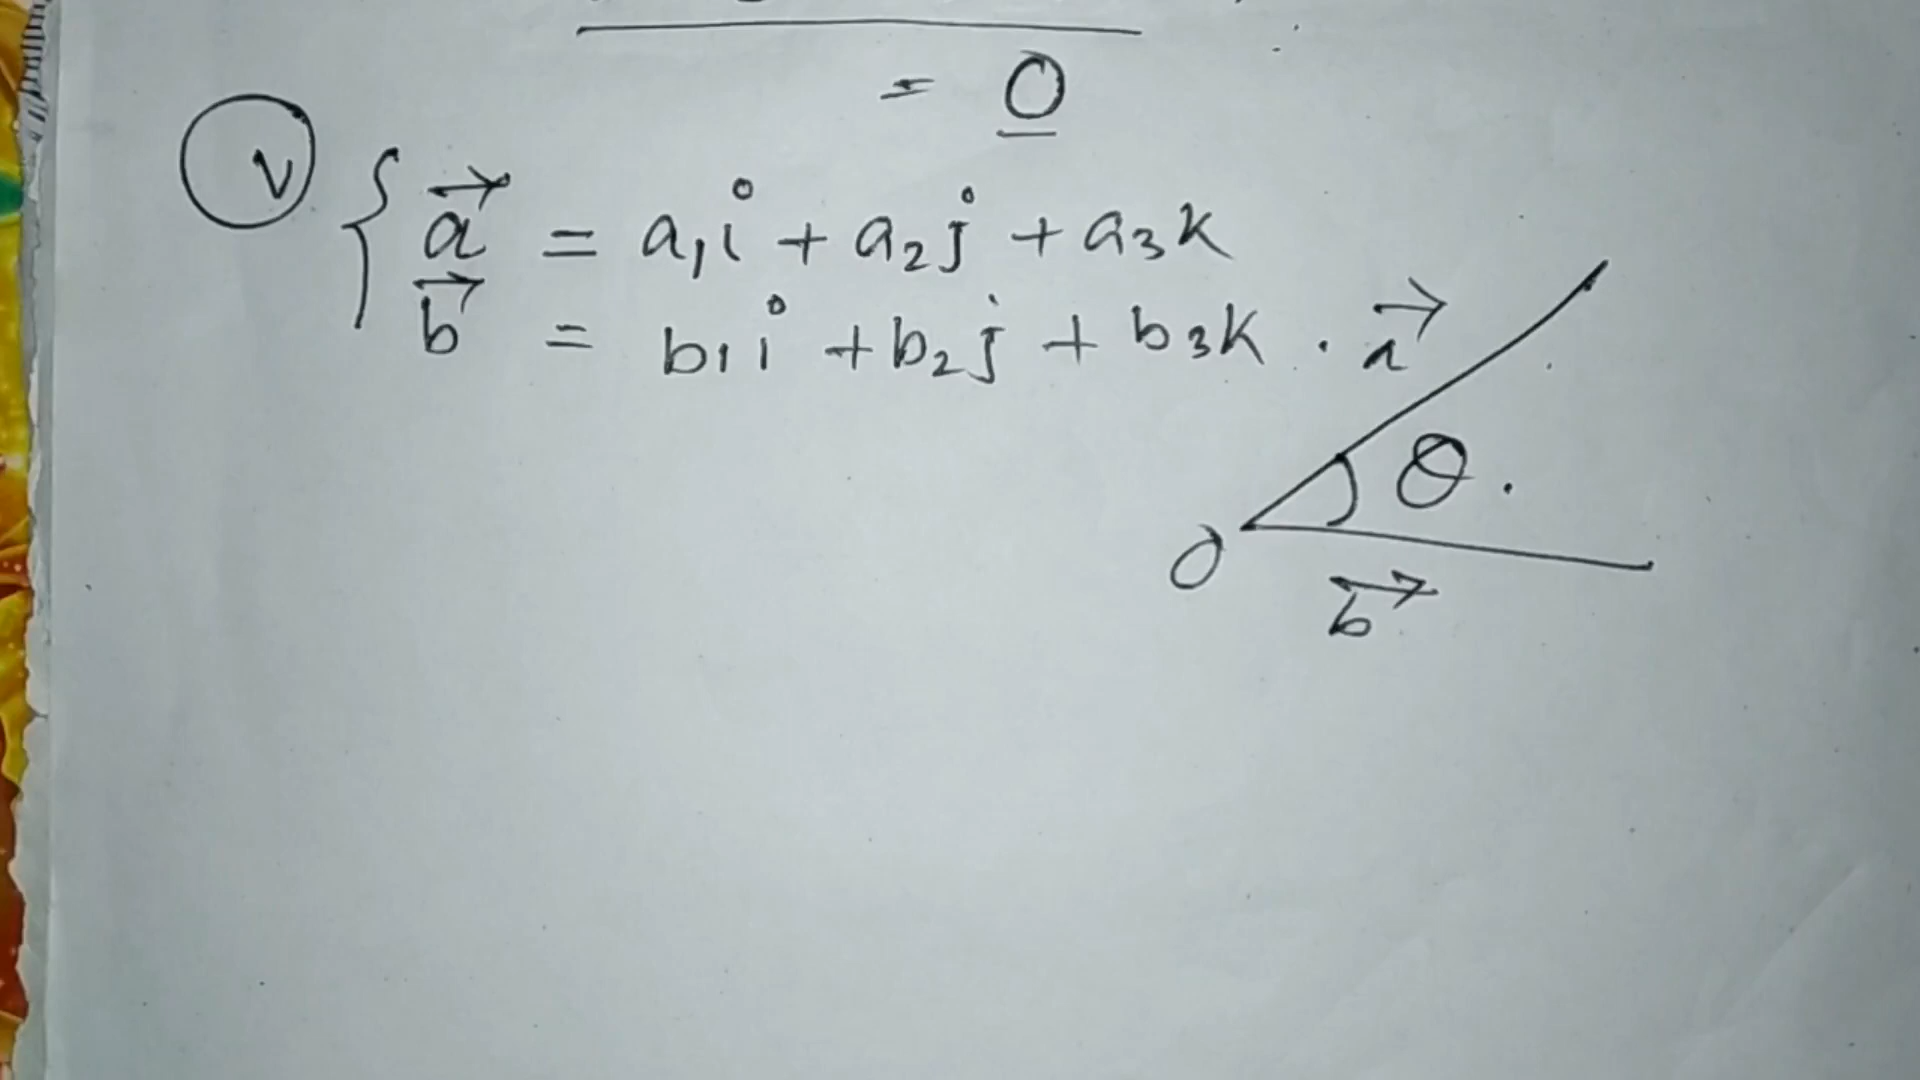 = 0
V
a⃗ = a₁i + a₂j + a₃k
b⃗ = b₁i + b₂j + b₃k .
a⃗
θ.
O
b⃗